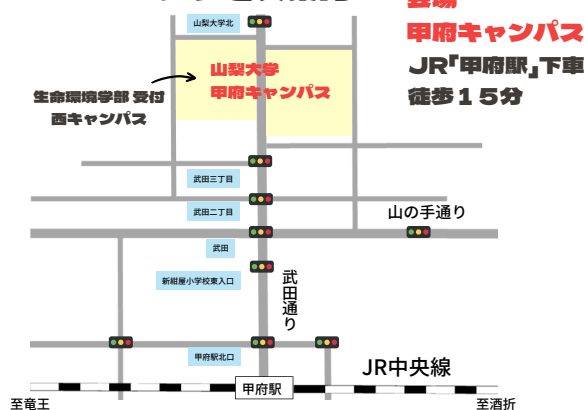 会場
甲府キャンパス
JR「甲府駅」下車
徒歩１５分
山梨大学北
山梨大学
甲府キャンパス
生命環境学部 受付
西キャンパス
武田三丁目
武田二丁目
山の手通り
武田
新紺屋小学校東入口
武田通り
甲府駅北口
JR中央線
甲府駅
至竜王
至酒折